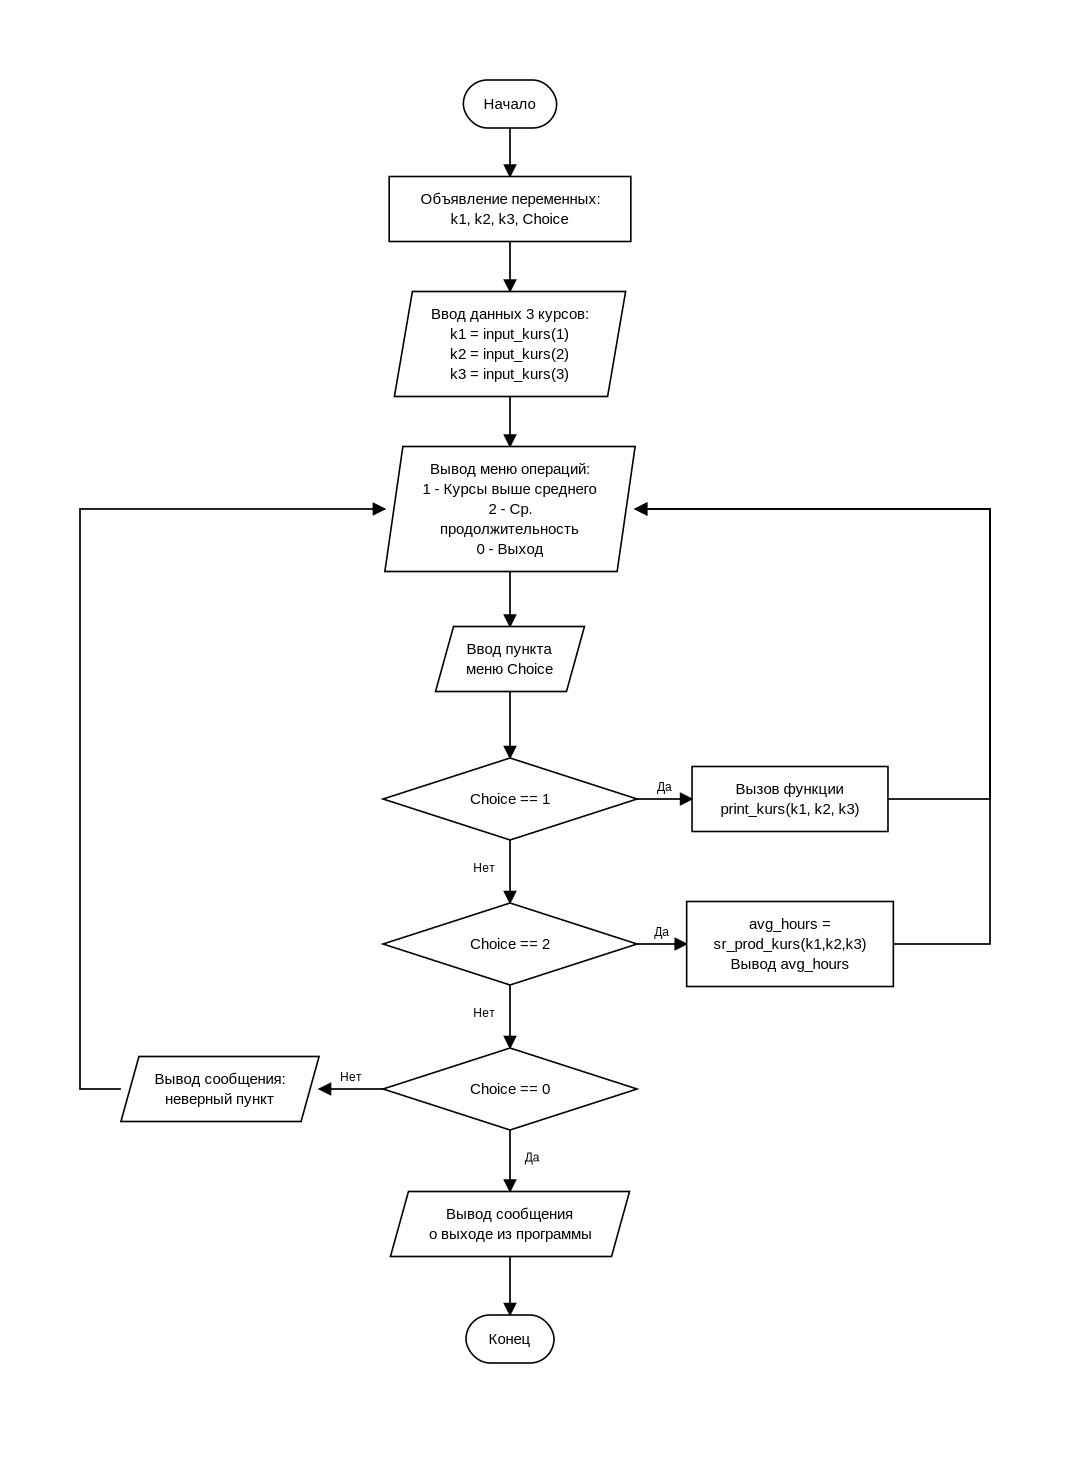 Начало
Объявление переменных:
k1, k2, k3, Choice
Ввод данных 3 курсов:
k1 = input_kurs(1)
k2 = input_kurs(2)
k3 = input_kurs(3)
Вывод меню операций:
1 - Курсы выше среднего
2 - Ср.
продолжительность
0 - Выход
Ввод пункта
меню Choice
Choice == 1
Да
Вызов функции
print_kurs(k1, k2, k3)
Нет
Choice == 2
Да
avg_hours =
sr_prod_kurs(k1,k2,k3)
Вывод avg_hours
Нет
Choice == 0
Нет
Вывод сообщения:
неверный пункт
Да
Вывод сообщения
о выходе из программы
Конец